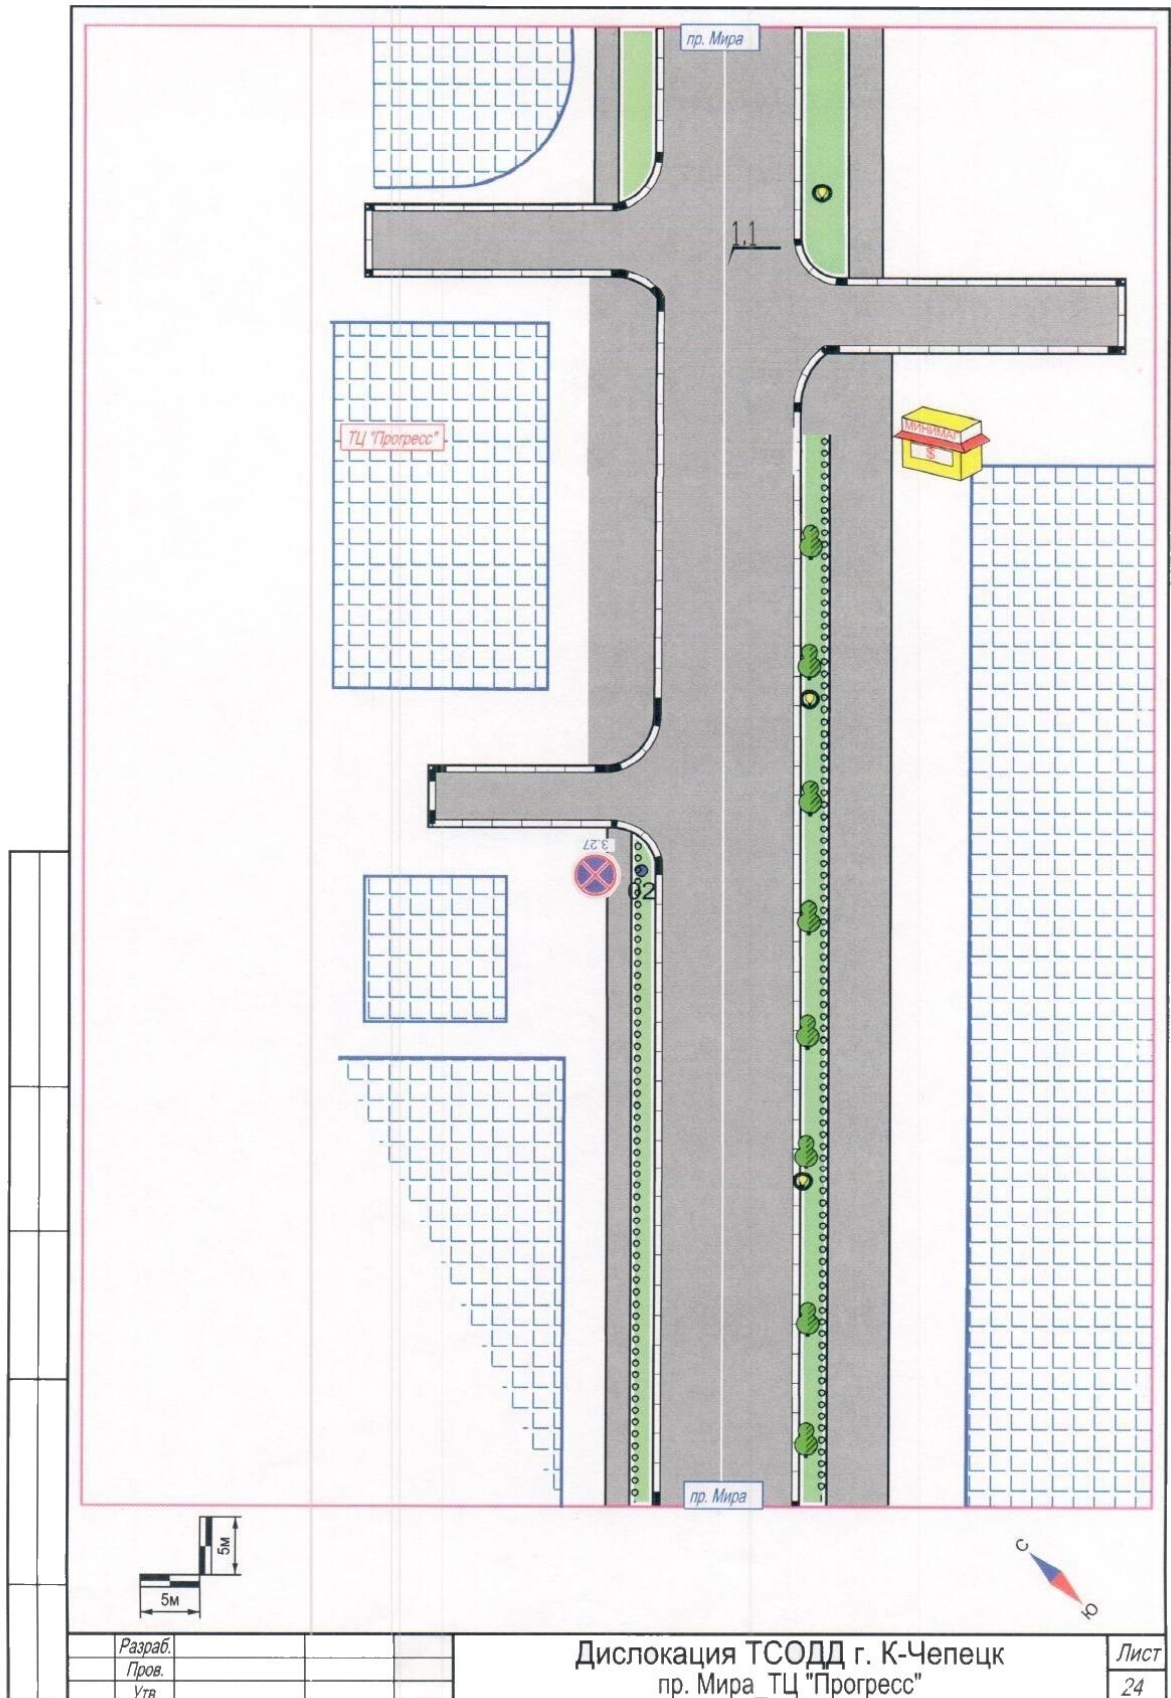 пр. Мира
1.1
МИНИМАГ
$
ТЦ "Прогресс"
3.27
02
пр. Мира
5м
5м
С
Ю
Разраб.
Пров.
Утв
Дислокация ТСОДД г. К-Чепецк
пр. Мира_ТЦ "Прогресс"
Лист
24